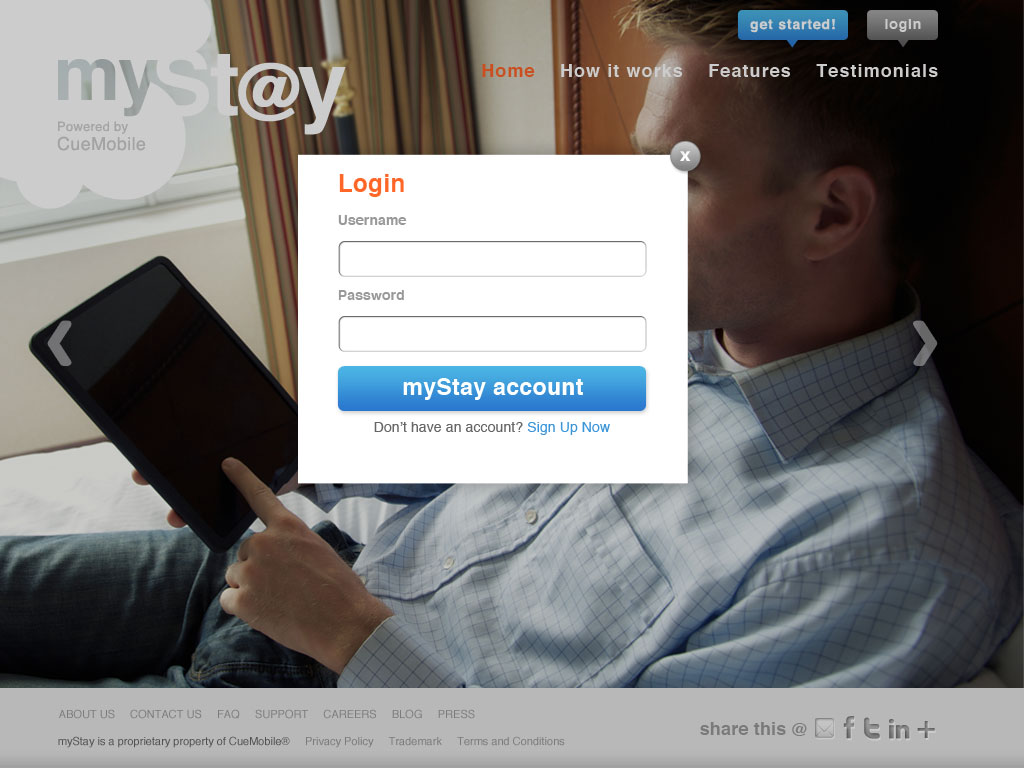 get started!
login
mySt@y
Home How it works Features Testimonials
Powered by
CueMobile
x
Login
Username
Password
myStay account
Don't have an account? Sign Up Now
ABOUT US CONTACT US FAQ SUPPORT CAREERS BLOG PRESS
share this @ f t in +
myStay is a proprietary property of CueMobile® Privacy Policy Trademark Terms and Conditions